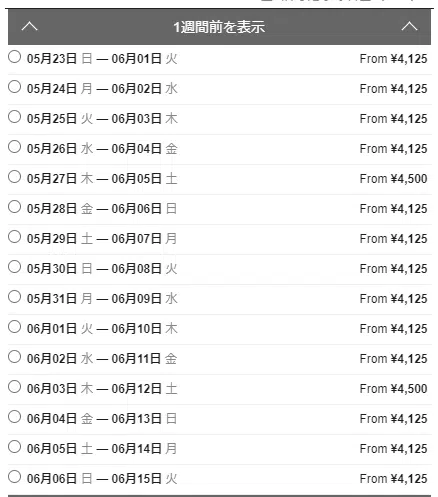 1週間前を表示
05月23日 日 — 06月01日 火 From ¥4,125
05月24日 月 — 06月02日 水 From ¥4,125
05月25日 火 — 06月03日 木 From ¥4,125
05月26日 水 — 06月04日 金 From ¥4,125
05月27日 木 — 06月05日 土 From ¥4,500
05月28日 金 — 06月06日 日 From ¥4,125
05月29日 土 — 06月07日 月 From ¥4,125
05月30日 日 — 06月08日 火 From ¥4,125
05月31日 月 — 06月09日 水 From ¥4,125
06月01日 火 — 06月10日 木 From ¥4,125
06月02日 水 — 06月11日 金 From ¥4,125
06月03日 木 — 06月12日 土 From ¥4,500
06月04日 金 — 06月13日 日 From ¥4,125
06月05日 土 — 06月14日 月 From ¥4,125
06月06日 日 — 06月15日 火 From ¥4,125